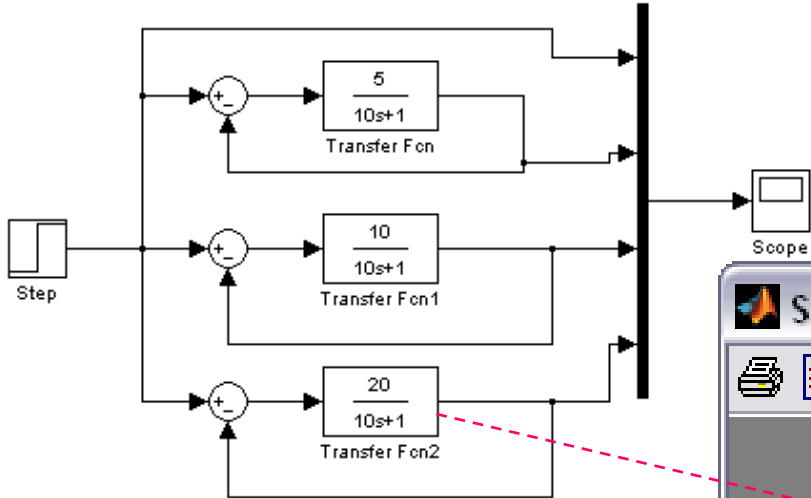 +
−
5
10s+1
Transfer Fcn
Step
+
−
10
10s+1
Transfer Fcn1
Scope
S
+
−
20
10s+1
Transfer Fcn2